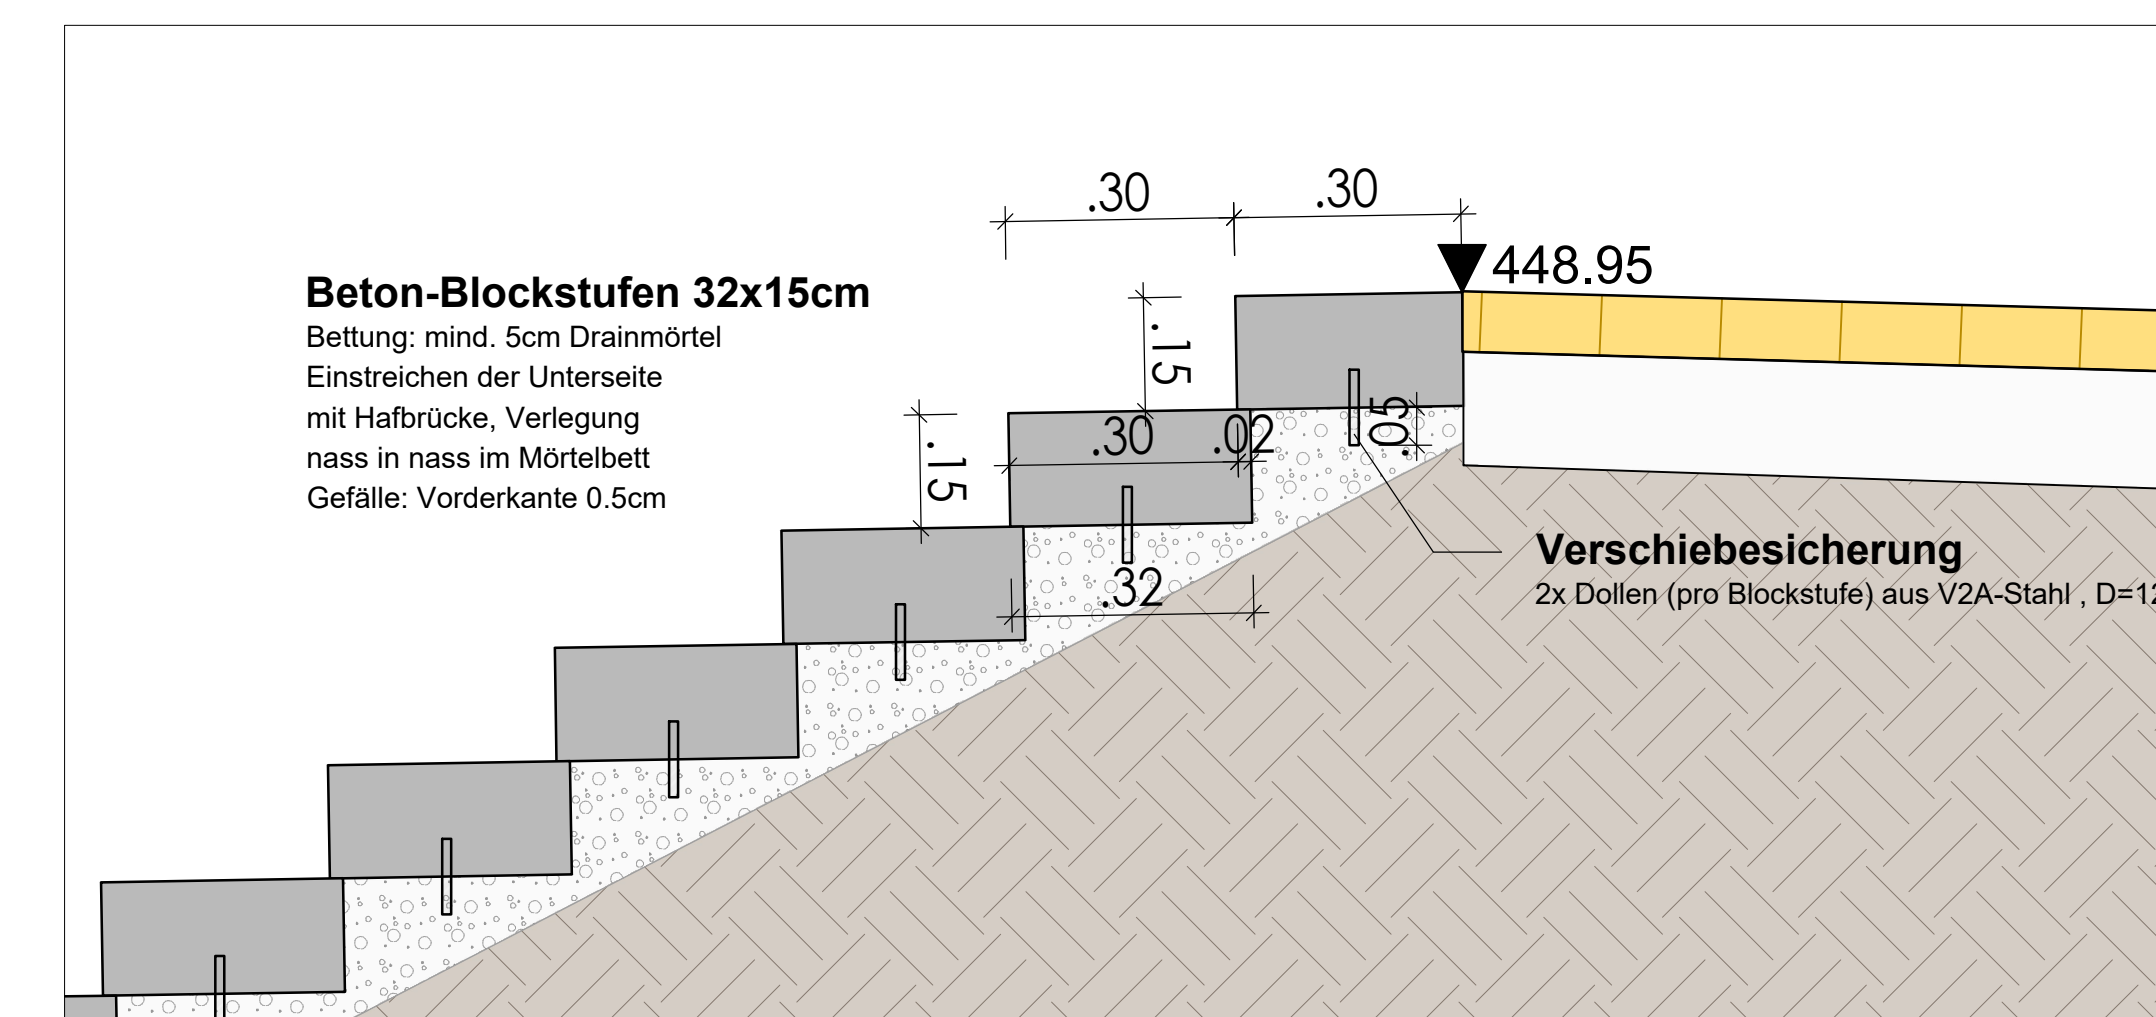 .30
.30
448.95
Beton-Blockstufen 32x15cm
Bettung: mind. 5cm Drainmörtel
Einstreichen der Unterseite
mit Hafbrücke, Verlegung
nass in nass im Mörtelbett
Gefälle: Vorderkante 0.5cm
.15
.15
.30
.02
.05
.32
Verschiebesicherung
2x Dollen (pro Blockstufe) aus V2A-Stahl , D=12